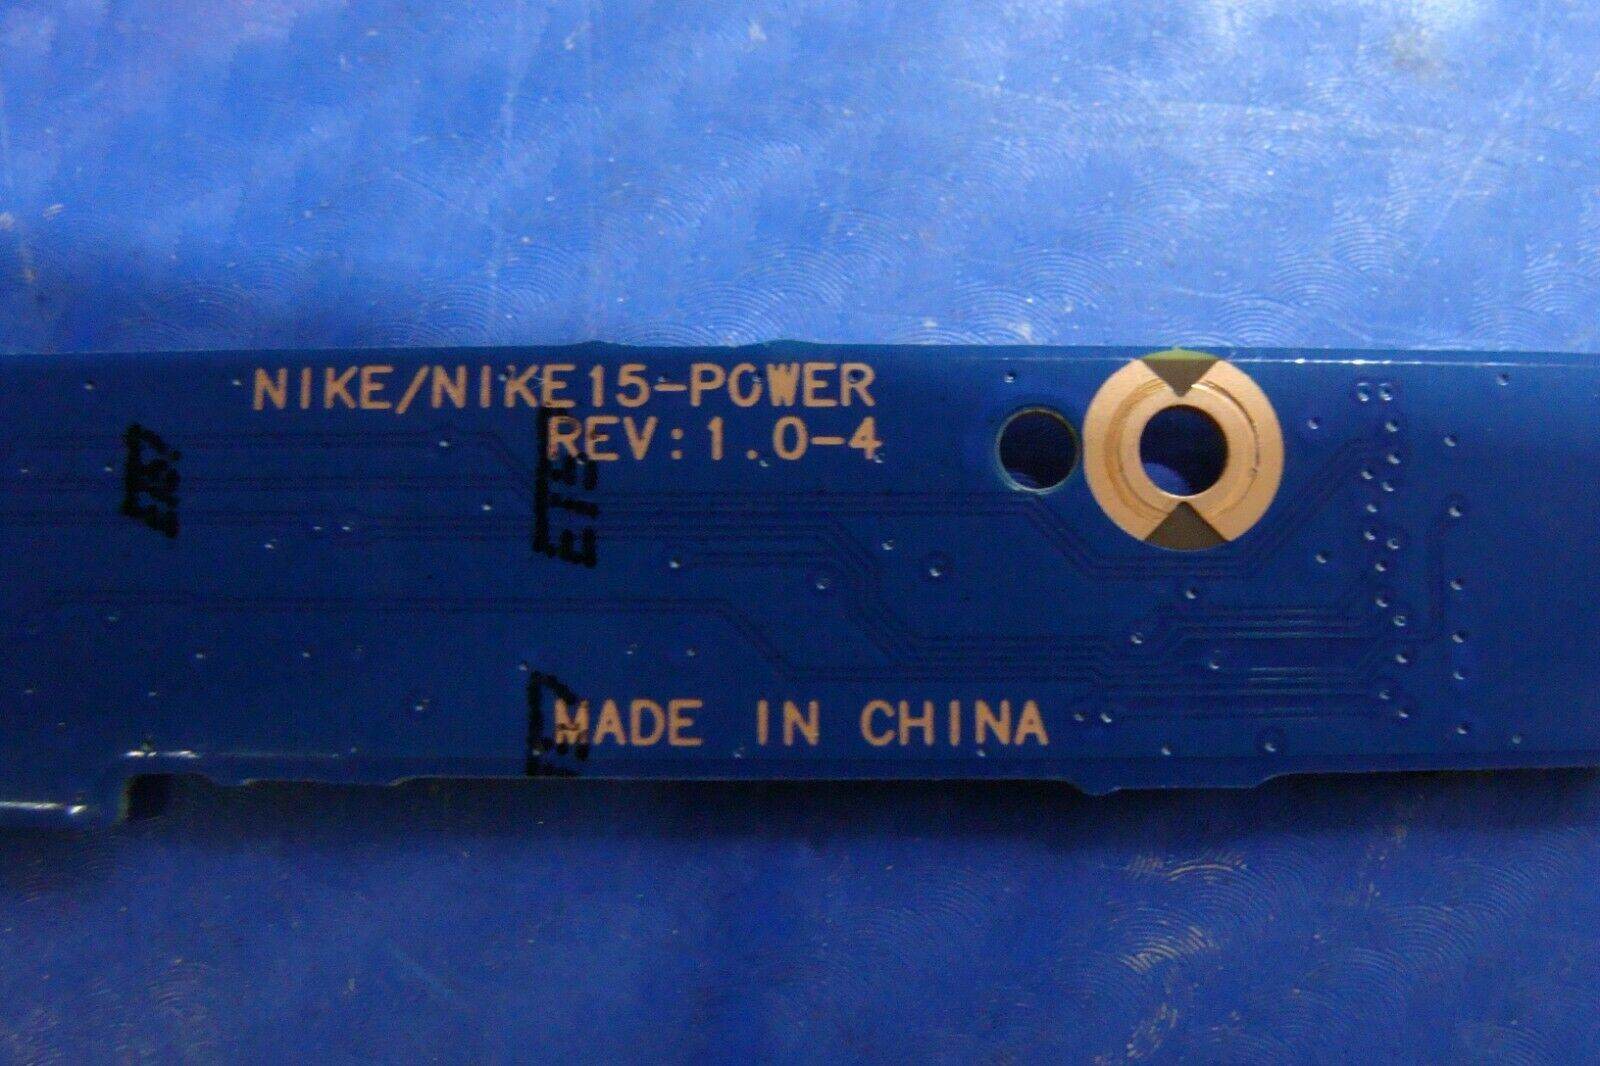 NIKE/NIKE15-POWER
REV:1.0-4
MADE IN CHINA